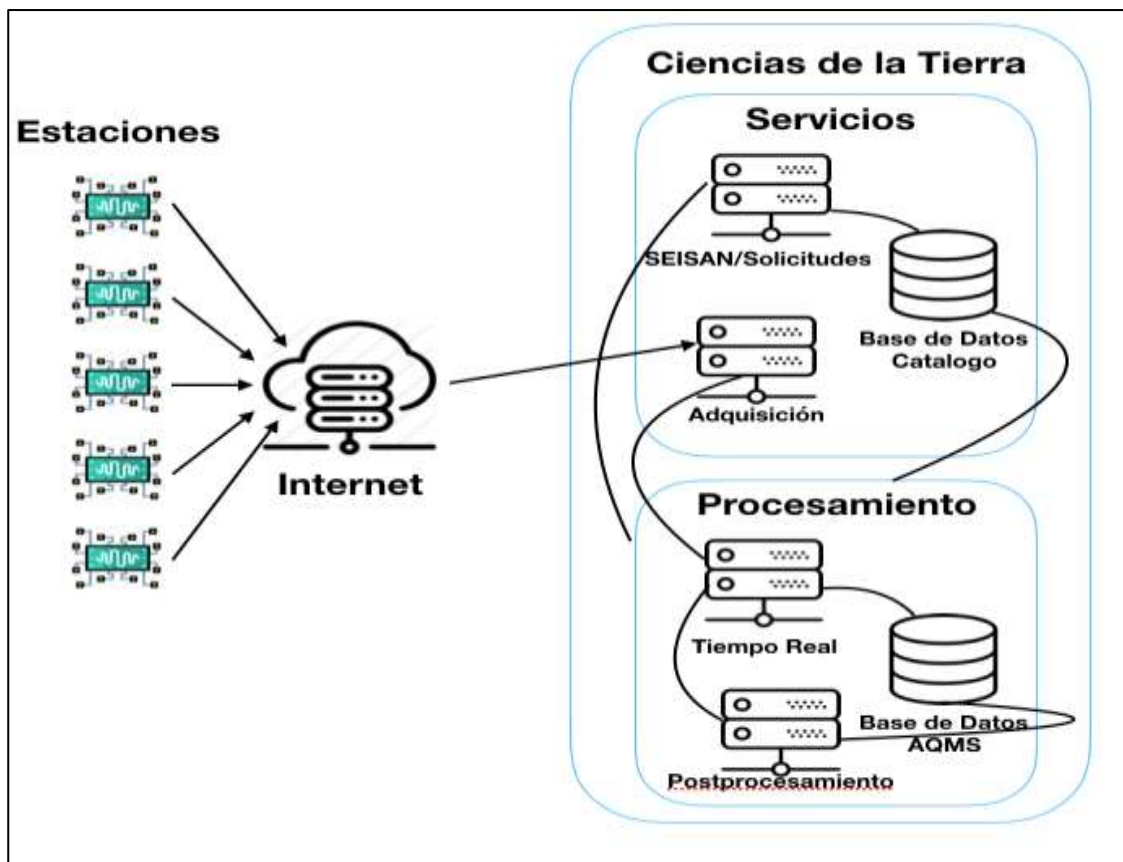 Ciencias de la Tierra
Estaciones
Servicios
SEISAN/Solicitudes
Base de Datos
Catalogo
Adquisición
Internet
Procesamiento
Tiempo Real
Base de Datos
AQMS
Postprocesamiento